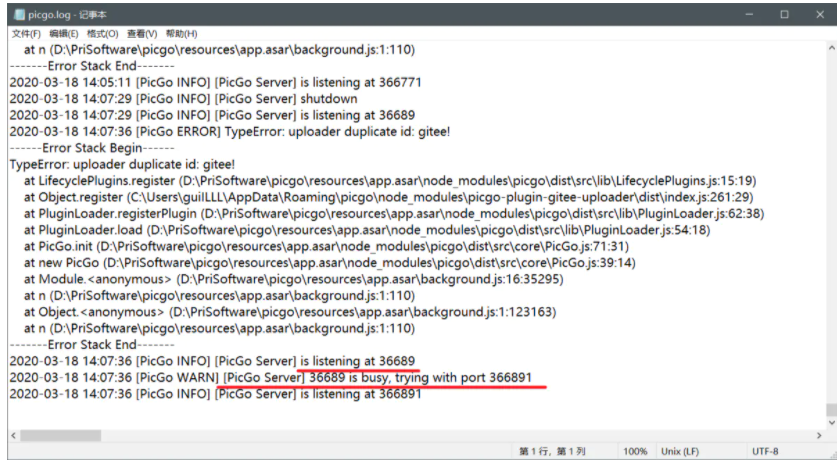 picgo.log - 记事本
文件(F) 编辑(E) 格式(O) 查看(V) 帮助(H)
at n (D:\PriSoftware\picgo\resources\app.asar\background.js:1:110)
-------Error Stack End-------
2020-03-18 14:05:11 [PicGo INFO] [PicGo Server] is listening at 366771
2020-03-18 14:07:29 [PicGo INFO] [PicGo Server] shutdown
2020-03-18 14:07:29 [PicGo INFO] [PicGo Server] is listening at 36689
2020-03-18 14:07:36 [PicGo ERROR] TypeError: uploader duplicate id: gitee!
------Error Stack Begin------
TypeError: uploader duplicate id: gitee!
at LifecyclePlugins.register (D:\PriSoftware\picgo\resources\app.asar\node_modules\picgo\dist\src\lib\LifecyclePlugins.js:15:19)
at Object.register (C:\Users\guiLLL\AppData\Roaming\picgo\node_modules\picgo-plugin-gitee-uploader\dist\index.js:261:29)
at PluginLoader.registerPlugin (D:\PriSoftware\picgo\resources\app.asar\node_modules\picgo\dist\src\lib\PluginLoader.js:62:38)
at PluginLoader.load (D:\PriSoftware\picgo\resources\app.asar\node_modules\picgo\dist\src\lib\PluginLoader.js:54:18)
at PicGo.init (D:\PriSoftware\picgo\resources\app.asar\node_modules\picgo\dist\src\core\PicGo.js:71:31)
at new PicGo (D:\PriSoftware\picgo\resources\app.asar\node_modules\picgo\dist\src\core\PicGo.js:39:14)
at Module.<anonymous> (D:\PriSoftware\picgo\resources\app.asar\background.js:16:35295)
at n (D:\PriSoftware\picgo\resources\app.asar\background.js:1:110)
at Object.<anonymous> (D:\PriSoftware\picgo\resources\app.asar\background.js:1:123163)
at n (D:\PriSoftware\picgo\resources\app.asar\background.js:1:110)
-------Error Stack End-------
2020-03-18 14:07:36 [PicGo INFO] [PicGo Server] is listening at 36689
2020-03-18 14:07:36 [PicGo WARN] [PicGo Server] 36689 is busy, trying with port 366891
2020-03-18 14:07:36 [PicGo INFO] [PicGo Server] is listening at 366891
第 1 行，第 1 列 100% Unix (LF) UTF-8